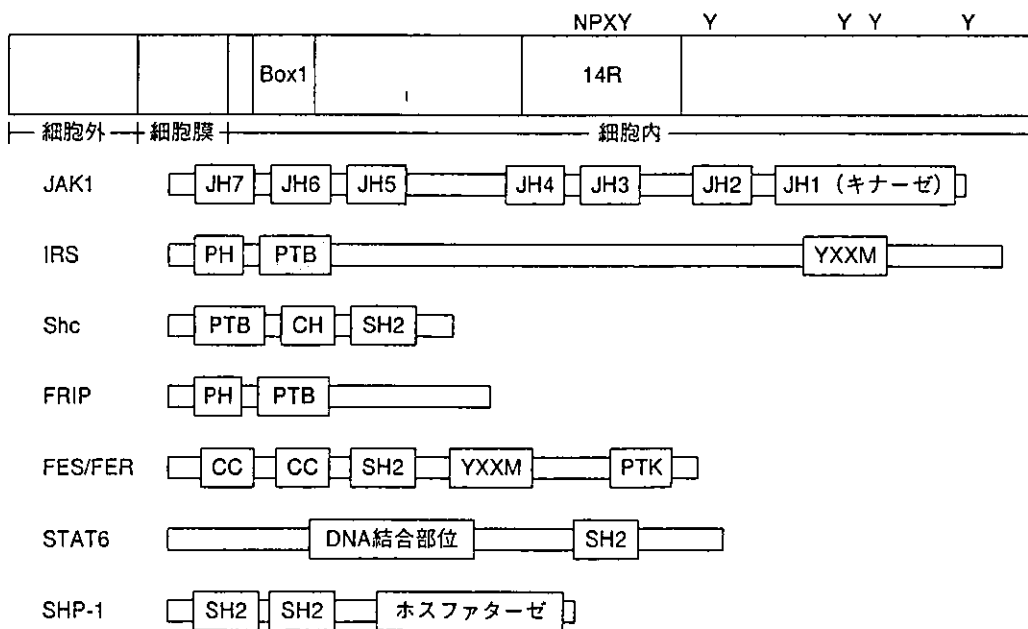 NPXY Y Y Y Y
Box1 14R
細胞外 細胞膜 細胞内
JAK1 JH7 JH6 JH5 JH4 JH3 JH2 JH1（キナーゼ）
IRS PH PTB YXXM
Shc PTB CH SH2
FRIP PH PTB
FES/FER CC CC SH2 YXXM PTK
STAT6 DNA結合部位 SH2
SHP-1 SH2 SH2 ホスファターゼ